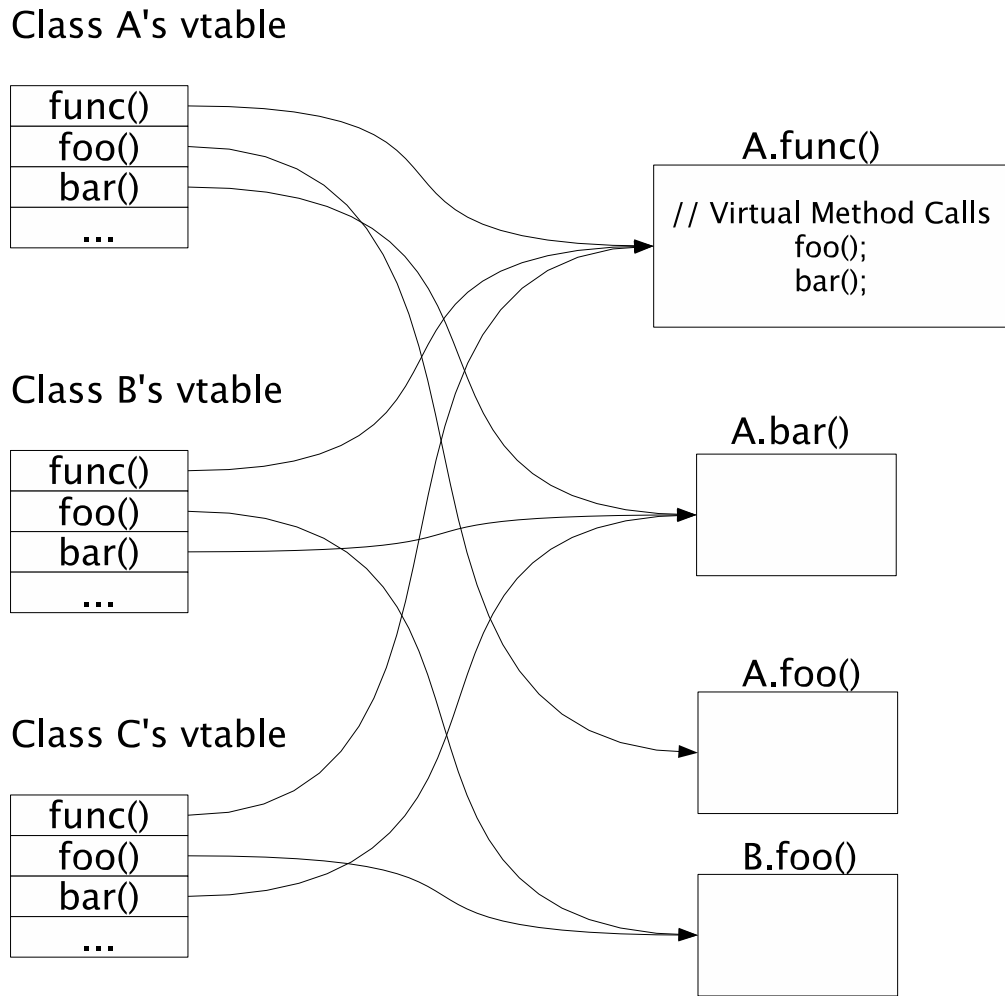 Class A's vtable
func()
foo()
bar()
...
A.func()
// Virtual Method Calls
foo();
bar();
Class B's vtable
func()
foo()
bar()
...
A.bar()
Class C's vtable
func()
foo()
bar()
...
A.foo()
B.foo()